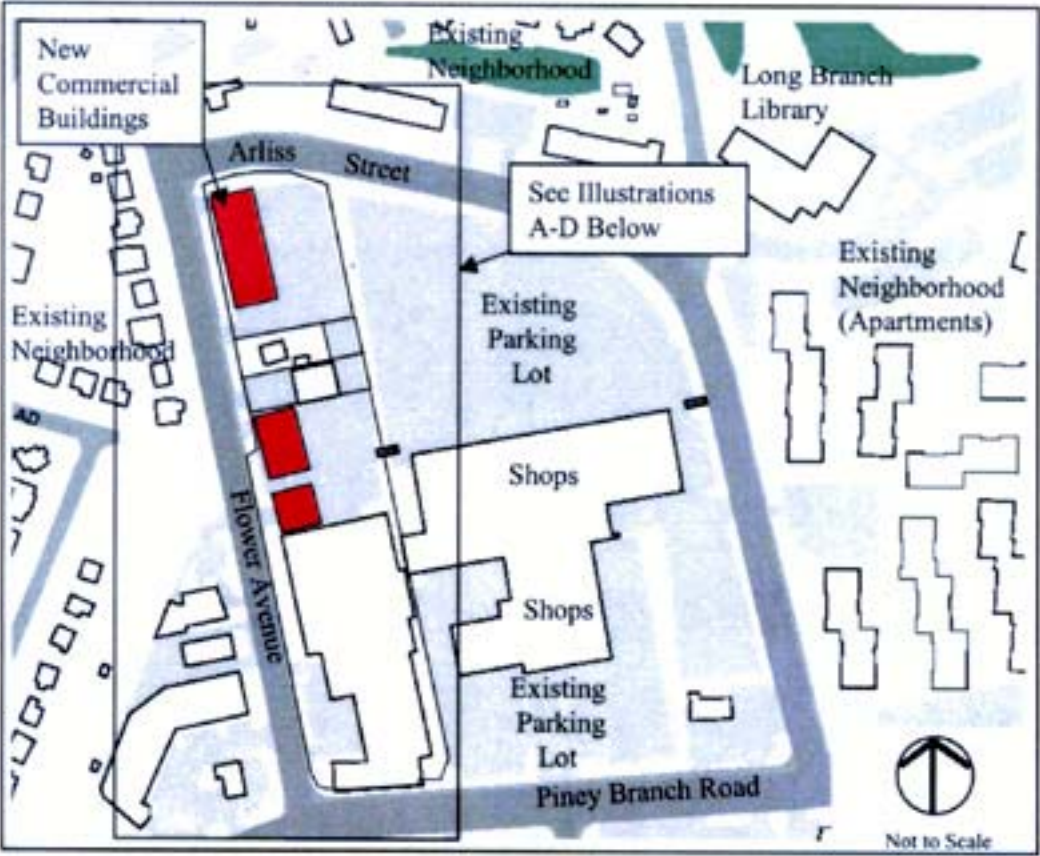 New
Commercial
Buildings
Existing
Neighborhood
Long Branch
Library
Arliss
Street
See Illustrations
A-D Below
Existing
Neighborhood
(Apartments)
Existing
Parking
Lot
Existing
Neighborhood
AD
Shops
Flower Avenue
Shops
Existing
Parking
Lot
Piney Branch Road
r
Not to Scale